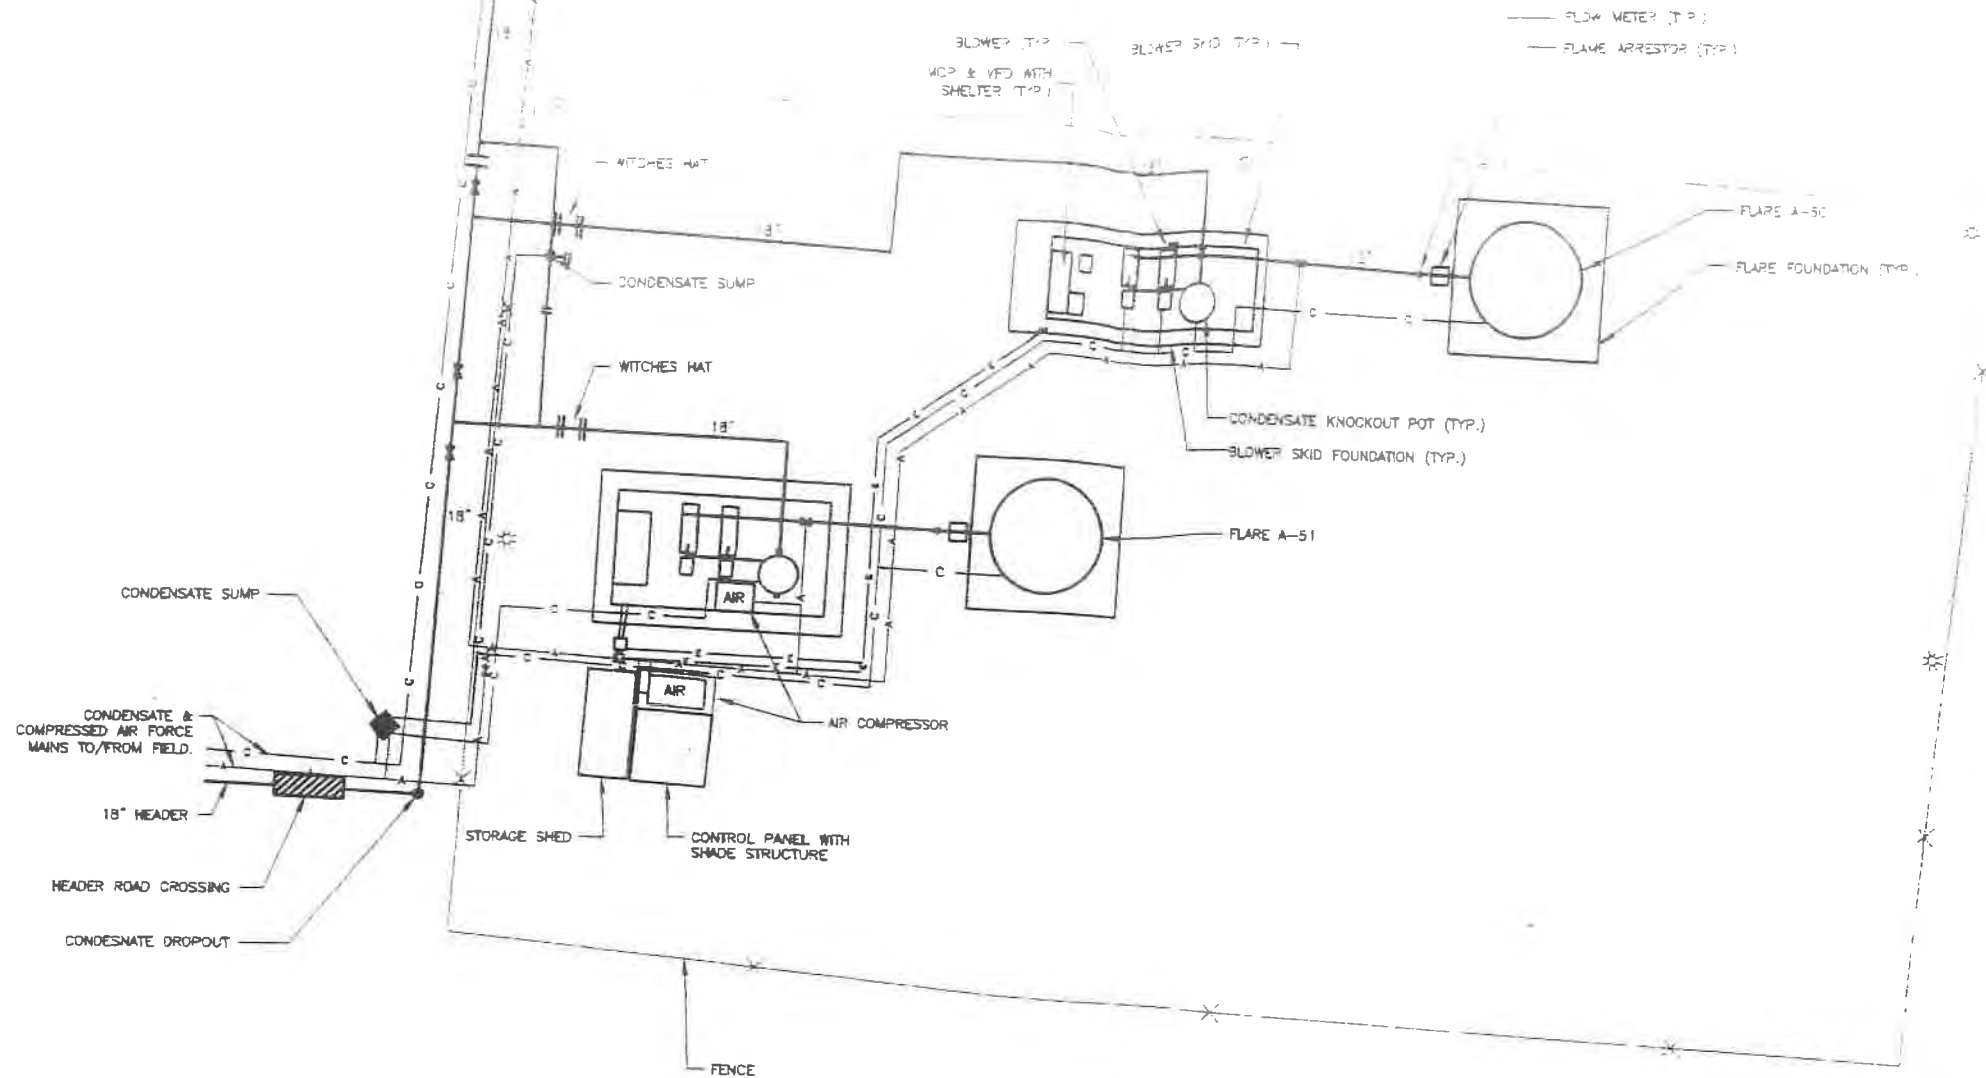 FLOW METER (TYP.)
FLAME ARRESTOR (TYP.)
BLOWER (TYP.
BLOWER SKID (TYP.)
MCP & VFD WITH
SHELTER (TYP.)
18"
WITCHES HAT
18"
FLARE A-50
FLARE FOUNDATION (TYP.)
CONDENSATE SUMP
WITCHES HAT
18"
CONDENSATE KNOCKOUT POT (TYP.)
BLOWER SKID FOUNDATION (TYP.)
18"
FLARE A-51
CONDENSATE SUMP
AIR
AIR
AIR COMPRESSOR
CONDENSATE &
COMPRESSED AIR FORCE
MAINS TO/FROM FIELD.
18" HEADER
STORAGE SHED
CONTROL PANEL WITH
SHADE STRUCTURE
HEADER ROAD CROSSING
CONDESNATE DROPOUT
FENCE